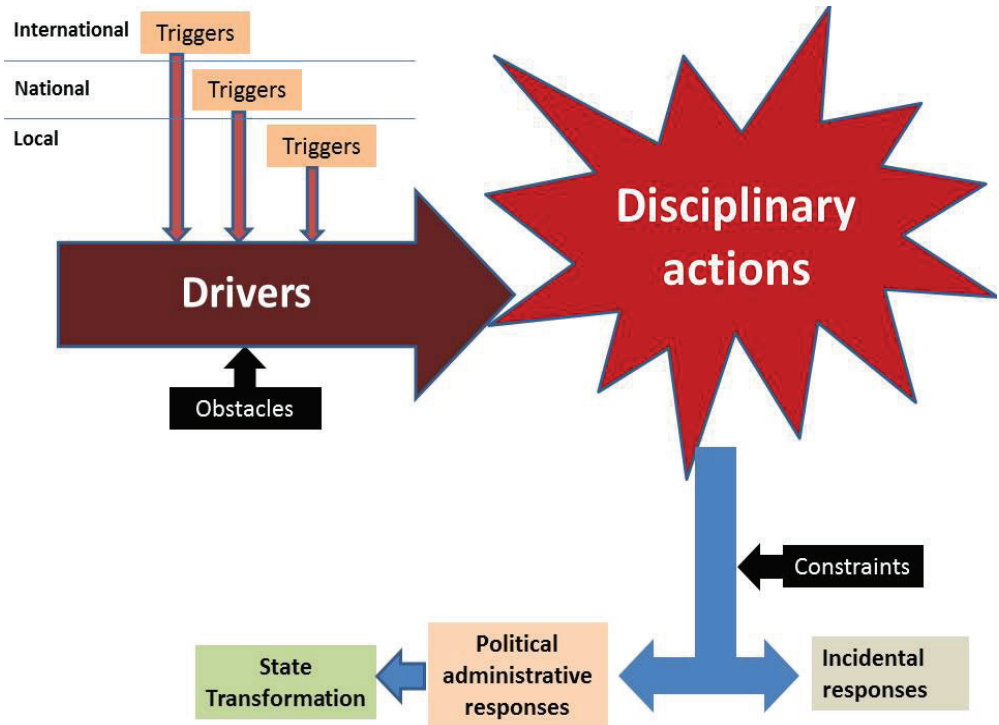 International
Triggers
National
Triggers
Local
Triggers
Disciplinary
actions
Drivers
Obstacles
Constraints
State
Transformation
Political
administrative
responses
Incidental
responses